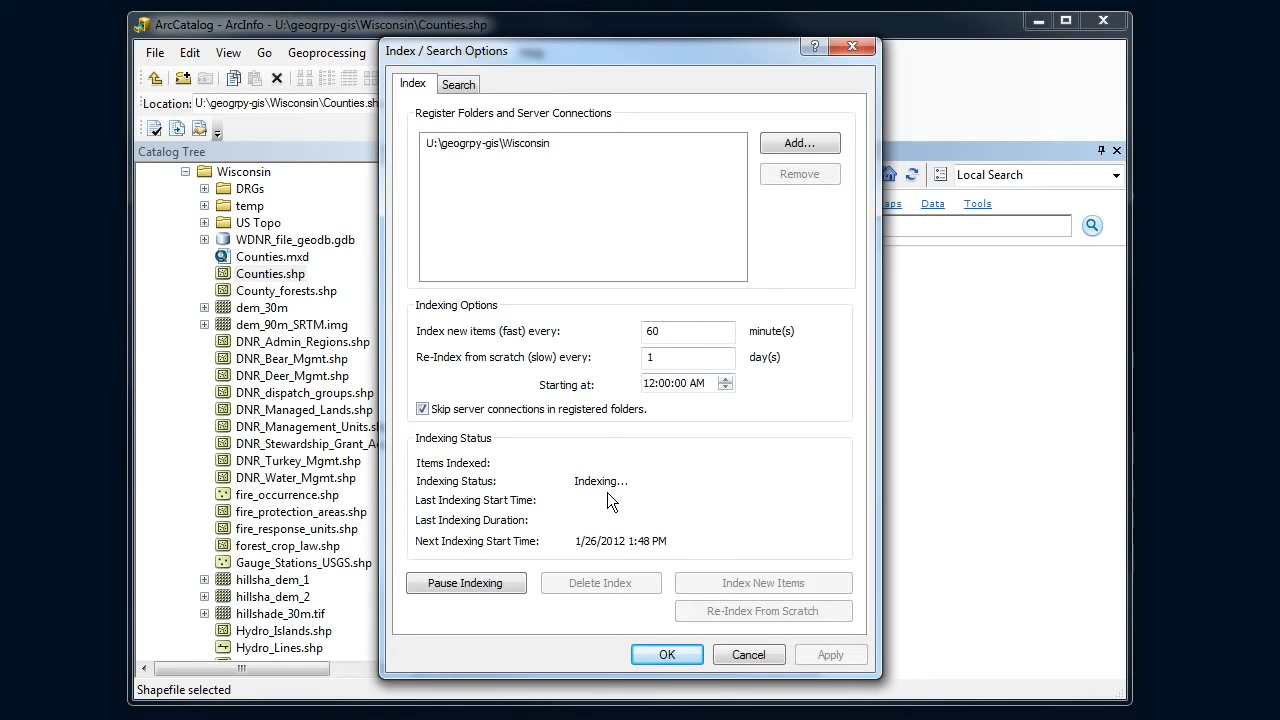 ArcCatalog - ArcInfo - U:\geogrpy-gis\Wisconsin\Counties.shp
File Edit View Go Geoprocessing
Location: U:\geogrpy-gis\Wisconsin\Counties.sh
Catalog Tree
Wisconsin
DRGs
temp
US Topo
WDNR_file_geodb.gdb
Counties.mxd
Counties.shp
County_forests.shp
dem_30m
dem_90m_SRTM.img
DNR_Admin_Regions.shp
DNR_Bear_Mgmt.shp
DNR_Deer_Mgmt.shp
DNR_dispatch_groups.shp
DNR_Managed_Lands.shp
DNR_Management_Units.s
DNR_Stewardship_Grant_A
DNR_Turkey_Mgmt.shp
DNR_Water_Mgmt.shp
fire_occurrence.shp
fire_protection_areas.shp
fire_response_units.shp
forest_crop_law.shp
Gauge_Stations_USGS.shp
hillsha_dem_1
hillsha_dem_2
hillshade_30m.tif
Hydro_Islands.shp
Hydro_Lines.shp
Shapefile selected
Index / Search Options
Index Search
Register Folders and Server Connections
U:\geogrpy-gis\Wisconsin
Add...
Remove
Indexing Options
Index new items (fast) every: 60 minute(s)
Re-Index from scratch (slow) every: 1 day(s)
Starting at: 12:00:00 AM
Skip server connections in registered folders.
Indexing Status
Items Indexed:
Indexing Status: Indexing...
Last Indexing Start Time:
Last Indexing Duration:
Next Indexing Start Time: 1/26/2012 1:48 PM
Pause Indexing Delete Index Index New Items
Re-Index From Scratch
OK Cancel Apply
Local Search
aps Data Tools